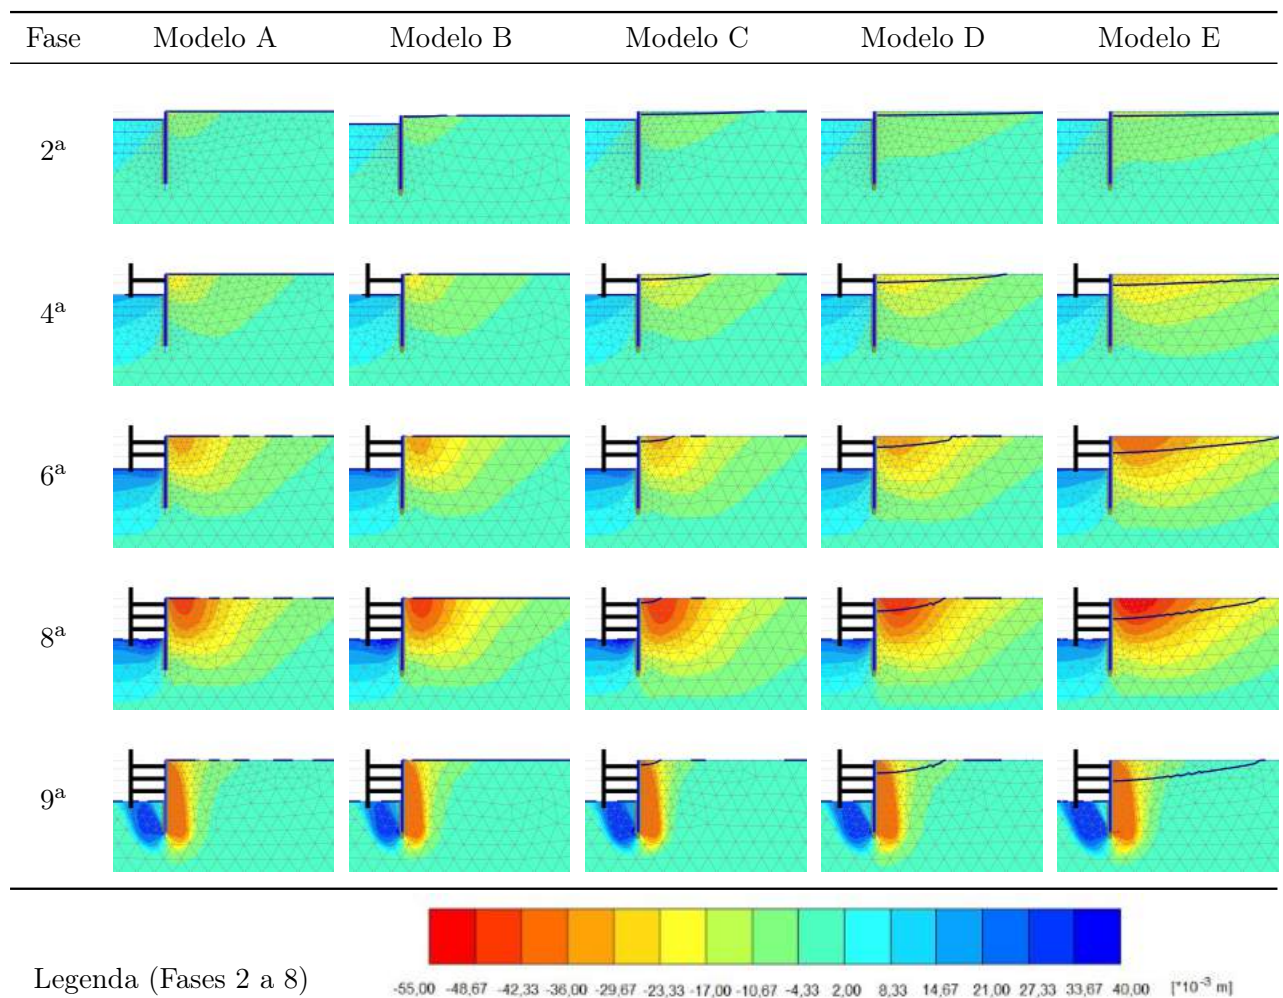 Fase Modelo A Modelo B Modelo C Modelo D Modelo E
2ª
4ª
6ª
8ª
9ª
Legenda (Fases 2 a 8)
-55,00 -48,67 -42,33 -36,00 -29,67 -23,33 -17,00 -10,67 -4,33 2,00 8,33 14,67 21,00 27,33 33,67 40,00 [*10⁻³ m]